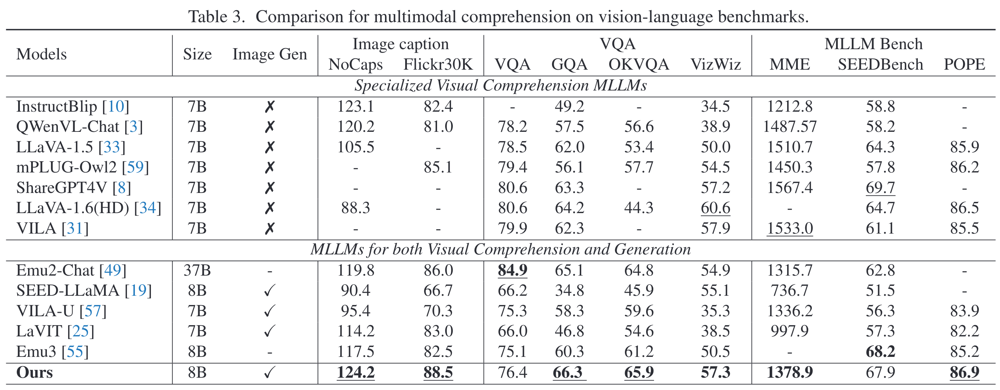 Table 3. Comparison for multimodal comprehension on vision-language benchmarks.
Models Size Image Gen Image caption VQA MLLM Bench
NoCaps Flickr30K VQA GQA OKVQA VizWiz MME SEEDBench POPE
Specialized Visual Comprehension MLLMs
InstructBlip [10] 7B ✗ 123.1 82.4 - 49.2 - 34.5 1212.8 58.8 -
QWenVL-Chat [3] 7B ✗ 120.2 81.0 78.2 57.5 56.6 38.9 1487.57 58.2 -
LLaVA-1.5 [33] 7B ✗ 105.5 - 78.5 62.0 53.4 50.0 1510.7 64.3 85.9
mPLUG-Owl2 [59] 7B ✗ - 85.1 79.4 56.1 57.7 54.5 1450.3 57.8 86.2
ShareGPT4V [8] 7B ✗ - - 80.6 63.3 - 57.2 1567.4 69.7 -
LLaVA-1.6(HD) [34] 7B ✗ 88.3 - 80.6 64.2 44.3 60.6 - 64.7 86.5
VILA [31] 7B ✗ - - 79.9 62.3 - 57.9 1533.0 61.1 85.5
MLLMs for both Visual Comprehension and Generation
Emu2-Chat [49] 37B - 119.8 86.0 84.9 65.1 64.8 54.9 1315.7 62.8 -
SEED-LLaMA [19] 8B ✓ 90.4 66.7 66.2 34.8 45.9 55.1 736.7 51.5 -
VILA-U [57] 7B ✓ 95.4 70.3 75.3 58.3 59.6 35.3 1336.2 56.3 83.9
LaVIT [25] 7B ✓ 114.2 83.0 66.0 46.8 54.6 38.5 997.9 57.3 82.2
Emu3 [55] 8B - 117.5 82.5 75.1 60.3 61.2 50.5 - 68.2 85.2
Ours 8B ✓ 124.2 88.5 76.4 66.3 65.9 57.3 1378.9 67.9 86.9